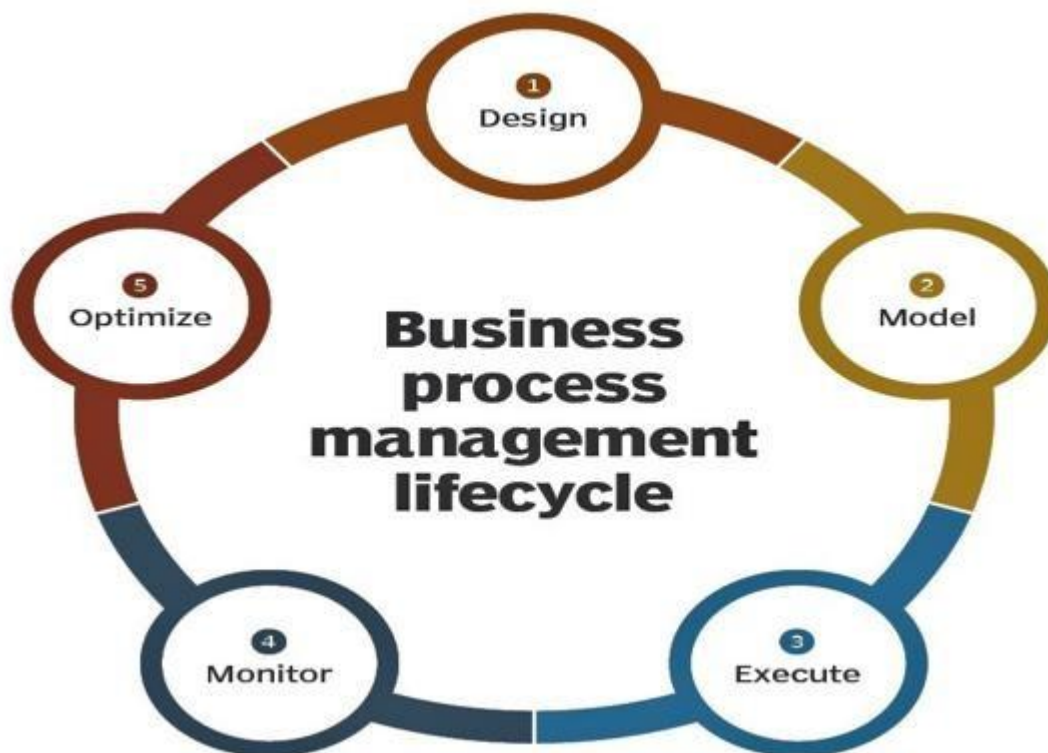 Business
process
management
lifecycle
1
Design
2
Model
3
Execute
4
Monitor
5
Optimize